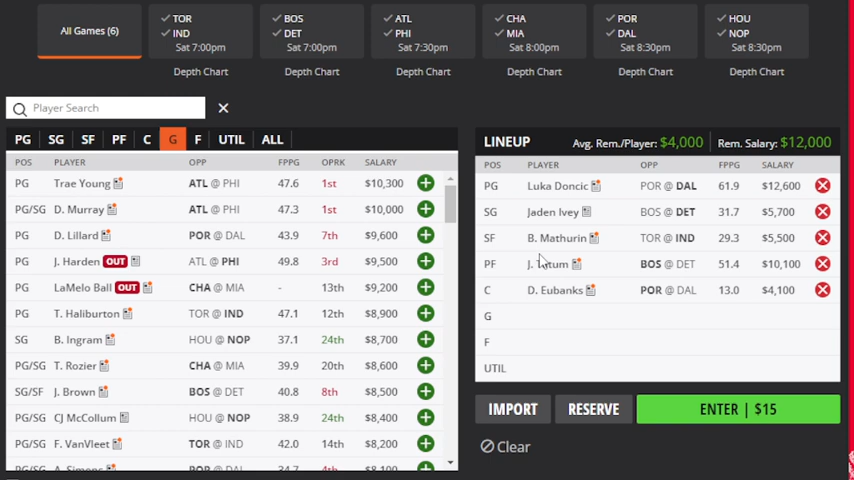 All Games (6)
TOR
IND
Sat 7:00pm
BOS
DET
Sat 7:00pm
ATL
PHI
Sat 7:30pm
CHA
MIA
Sat 8:00pm
POR
DAL
Sat 8:30pm
HOU
NOP
Sat 8:30pm
Depth Chart Depth Chart Depth Chart Depth Chart Depth Chart Depth Chart
Player Search
PG SG SF PF C G F UTIL ALL
POS PLAYER OPP FPPG OPRK SALARY
PG Trae Young ATL @ PHI 47.6 1st $10,300
PG/SG D. Murray ATL @ PHI 47.3 1st $10,000
PG D. Lillard POR @ DAL 43.9 7th $9,600
PG J. Harden OUT ATL @ PHI 49.8 3rd $9,500
PG LaMelo Ball OUT CHA @ MIA - 13th $9,200
PG T. Haliburton TOR @ IND 47.1 12th $8,900
SG B. Ingram HOU @ NOP 37.1 24th $8,700
PG/SG T. Rozier CHA @ MIA 39.9 20th $8,600
SG/SF J. Brown BOS @ DET 40.8 8th $8,500
PG/SG CJ McCollum HOU @ NOP 38.9 24th $8,400
PG/SG F. VanVleet TOR @ IND 42.0 14th $8,200
PG/SG A. Simons POR @ DAL 34.7 4th $8,100
LINEUP Avg. Rem./Player: $4,000 Rem. Salary: $12,000
POS PLAYER OPP FPPG SALARY
PG Luka Doncic POR @ DAL 61.9 $12,600
SG Jaden Ivey BOS @ DET 31.7 $5,700
SF B. Mathurin TOR @ IND 29.3 $5,500
PF J. Tatum BOS @ DET 51.4 $10,100
C D. Eubanks POR @ DAL 13.0 $4,100
G
F
UTIL
IMPORT RESERVE ENTER | $15
Clear